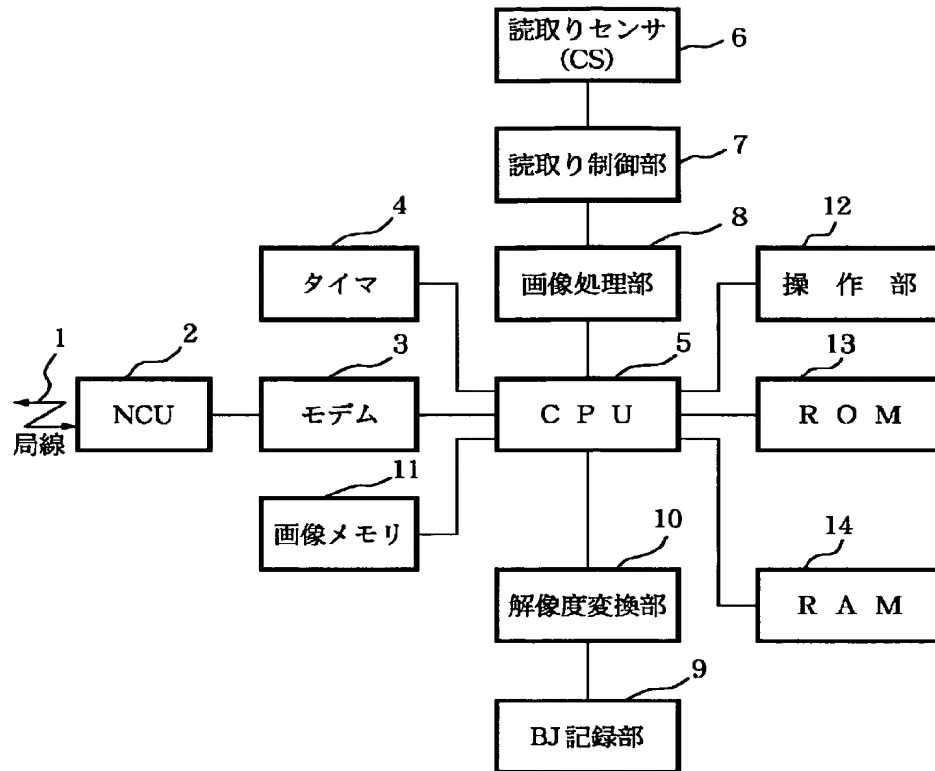 読取りセンサ
(CS)
6
読取り制御部
7
4
8
12
タイマ
画像処理部
操 作 部
1
2
3
5
13
NCU
モデム
C P U
R O M
局線
11
画像メモリ
10
14
解像度変換部
R A M
9
BJ記録部